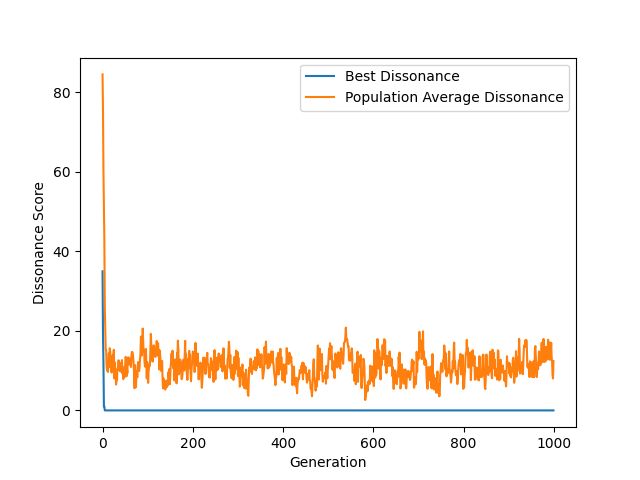 Best Dissonance
Population Average Dissonance
80
60
40
20
0
Dissonance Score
0 200 400 600 800 1000
Generation